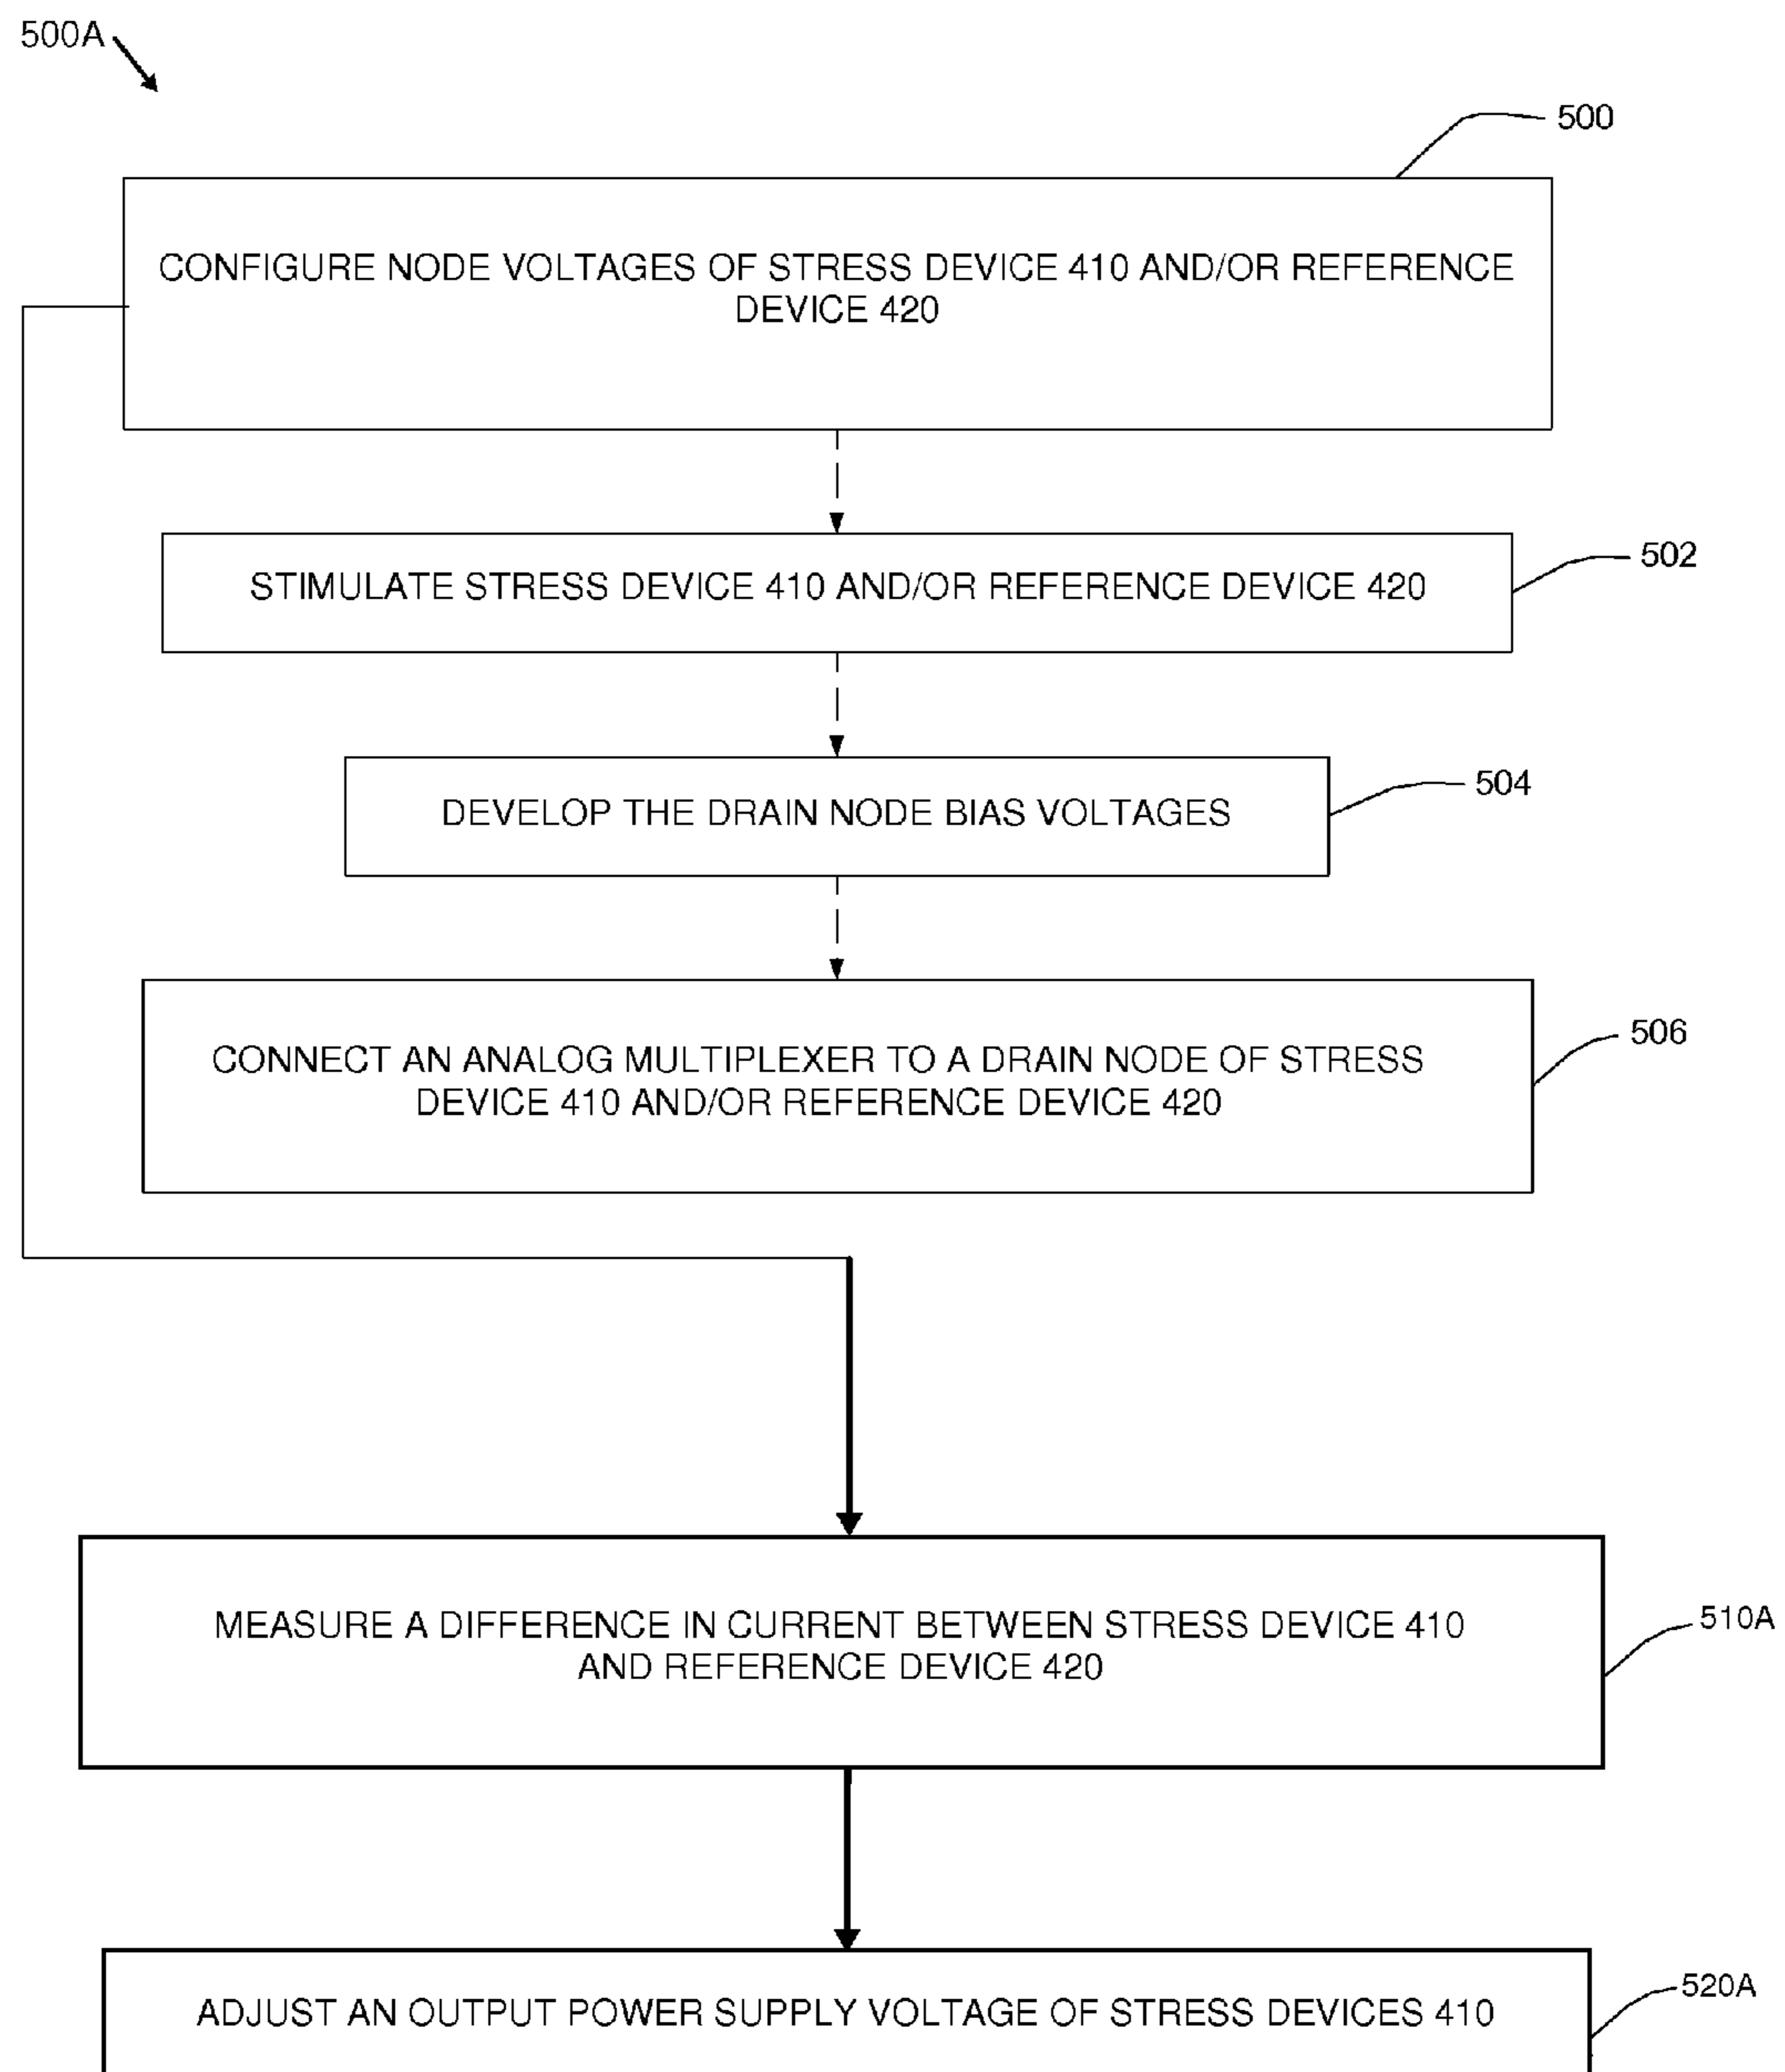 500A
500
CONFIGURE NODE VOLTAGES OF STRESS DEVICE 410 AND/OR REFERENCE
DEVICE 420
502
STIMULATE STRESS DEVICE 410 AND/OR REFERENCE DEVICE 420
504
DEVELOP THE DRAIN NODE BIAS VOLTAGES
506
CONNECT AN ANALOG MULTIPLEXER TO A DRAIN NODE OF STRESS
DEVICE 410 AND/OR REFERENCE DEVICE 420
510A
MEASURE A DIFFERENCE IN CURRENT BETWEEN STRESS DEVICE 410
AND REFERENCE DEVICE 420
520A
ADJUST AN OUTPUT POWER SUPPLY VOLTAGE OF STRESS DEVICES 410